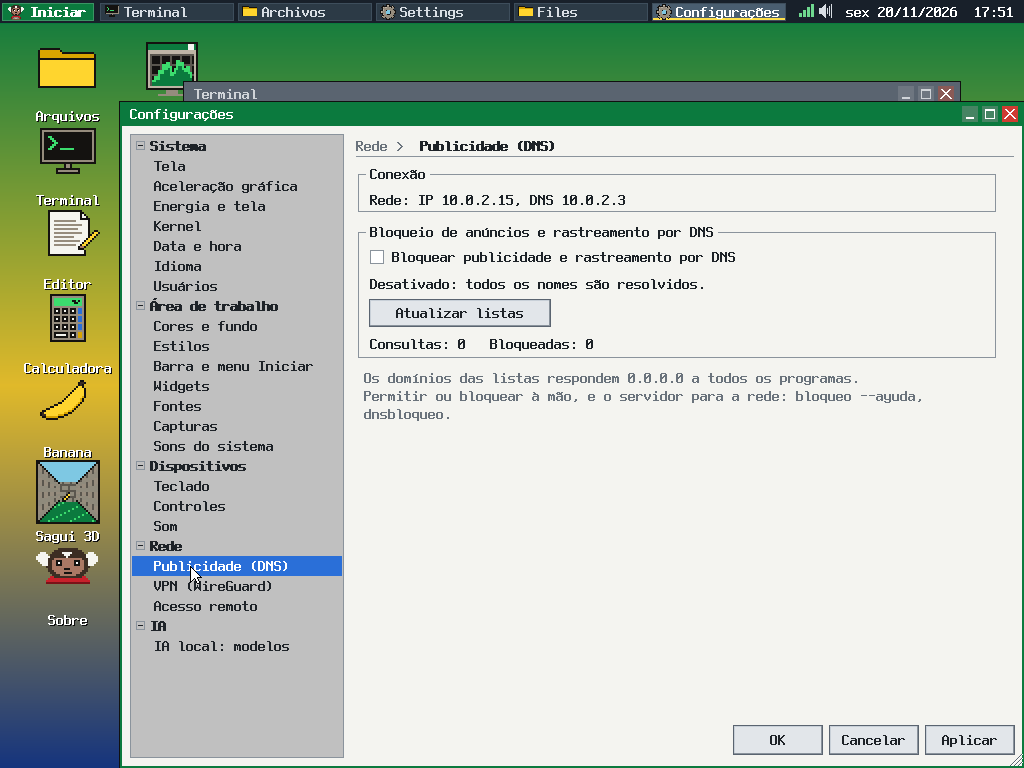 Iniciar Terminal Archivos Settings Files Configurações sex 20/11/2026 17:51
Arquivos
Terminal
Editor
Calculadora
Banana
Sagui 3D
Sobre
Terminal
Configurações
Sistema
Tela
Aceleração gráfica
Energia e tela
Kernel
Data e hora
Idioma
Usuários
Área de trabalho
Cores e fundo
Estilos
Barra e menu Iniciar
Widgets
Fontes
Capturas
Sons do sistema
Dispositivos
Teclado
Controles
Som
Rede
Publicidade (DNS)
VPN (WireGuard)
Acesso remoto
IA
IA local: modelos
Rede > Publicidade (DNS)
Conexão
Rede: IP 10.0.2.15, DNS 10.0.2.3
Bloqueio de anúncios e rastreamento por DNS
Bloquear publicidade e rastreamento por DNS
Desativado: todos os nomes são resolvidos.
Atualizar listas
Consultas: 0 Bloqueadas: 0
Os domínios das listas respondem 0.0.0.0 a todos os programas.
Permitir ou bloquear à mão, e o servidor para a rede: bloqueo --ayuda,
dnsbloqueo.
OK Cancelar Aplicar